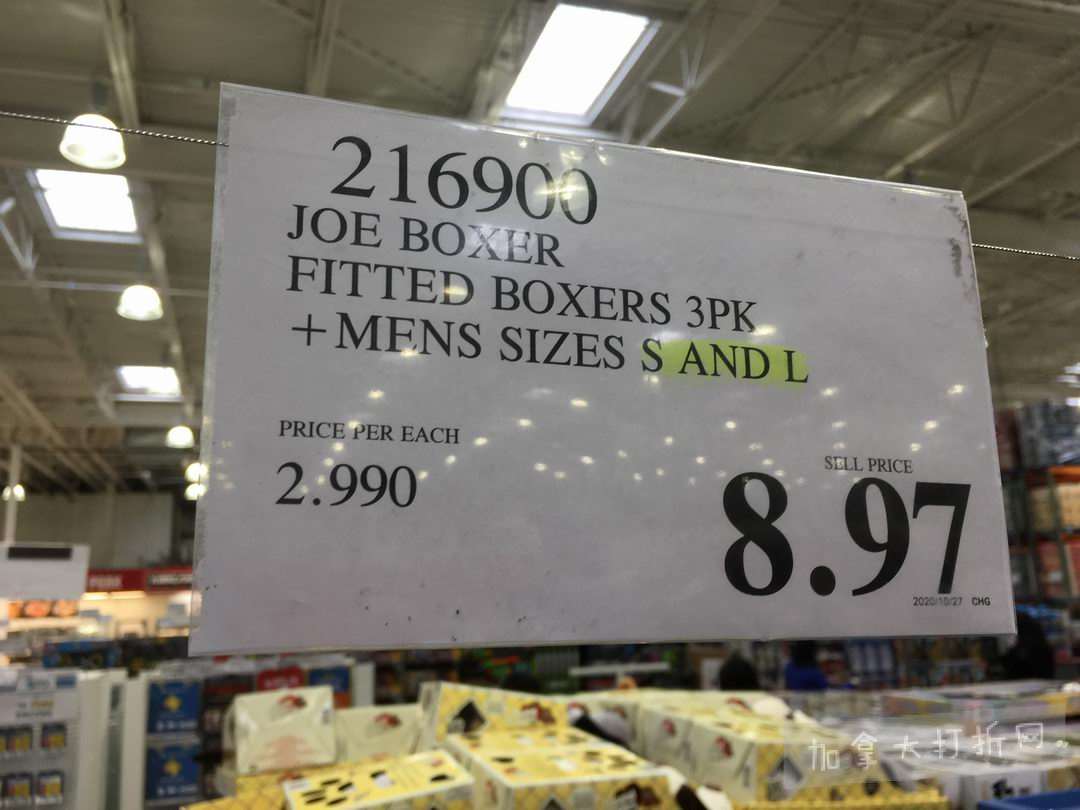 216900
JOE BOXER
FITTED BOXERS 3PK
+MENS SIZES S AND L
PRICE PER EACH
2.990
SELL PRICE
8.97
2020/10/27 CHG
加拿大打折网